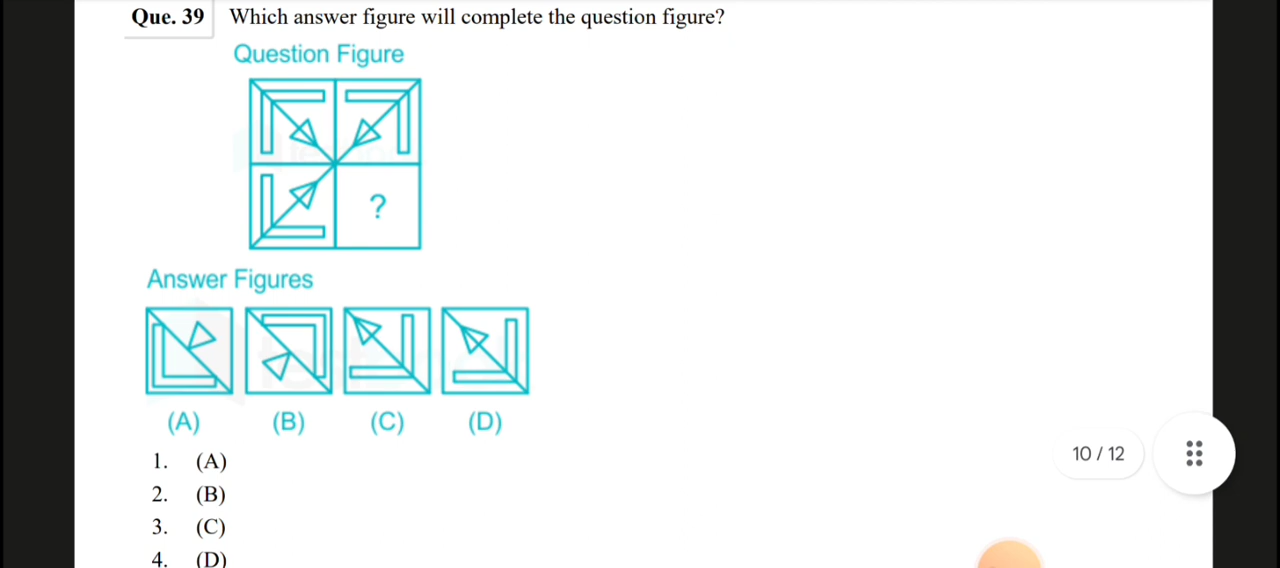 Que. 39 Which answer figure will complete the question figure?
Question Figure
?
Answer Figures
(A) (B) (C) (D)
1. (A)
2. (B)
3. (C)
4. (D)
10 / 12